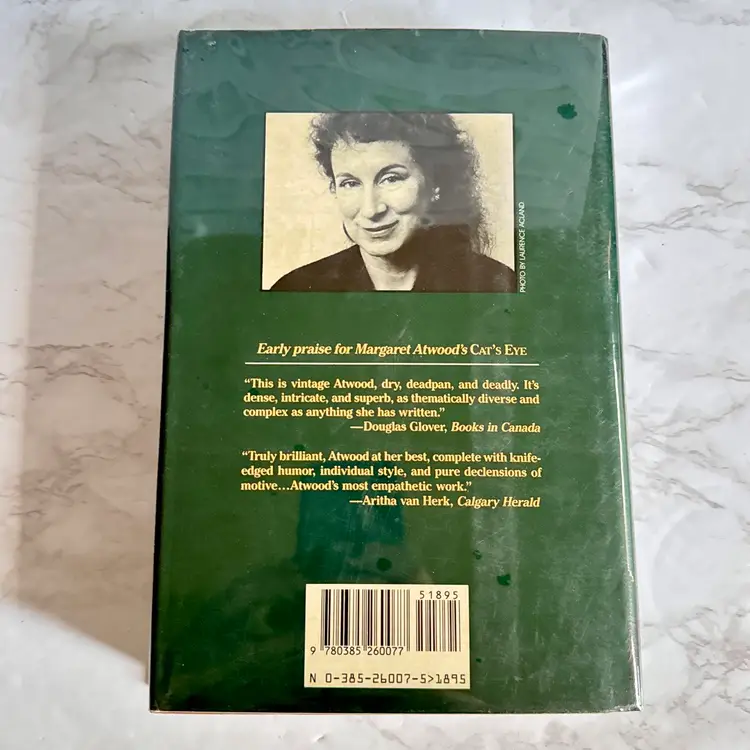 PHOTO BY LAURENCE ACLAND
Early praise for Margaret Atwood's CAT'S EYE
“This is vintage Atwood, dry, deadpan, and deadly. It's
dense, intricate, and superb, as thematically diverse and
complex as anything she has written.”
—Douglas Glover, Books in Canada
“Truly brilliant, Atwood at her best, complete with knife-
edged humor, individual style, and pure declensions of
motive...Atwood's most empathetic work.”
—Aritha van Herk, Calgary Herald
51895
9 780385 260077
N 0-385-26007-5>1895